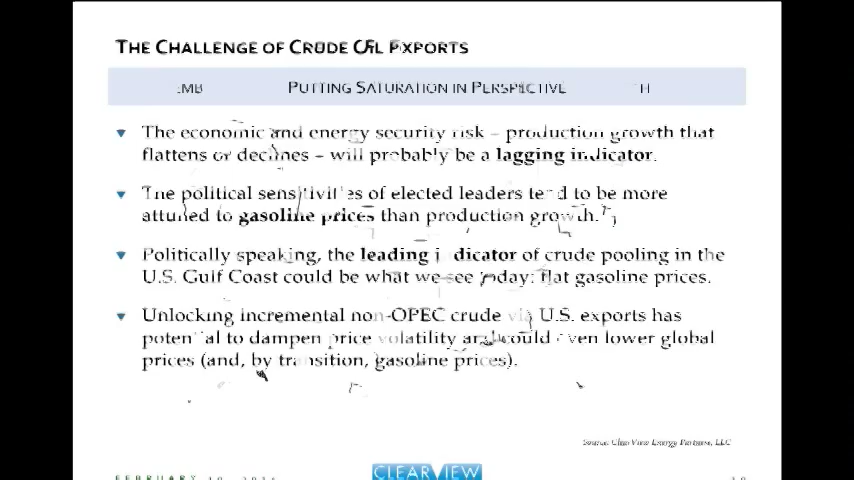 THE CHALLENGE OF CRUDE OIL EXPORTS
PUTTING SATURATION IN PERSPECTIVE
The economic and energy security risk – production growth that
flattens or declines – will probably be a lagging indicator.
The political sensitivities of elected leaders tend to be more
attuned to gasoline prices than production growth.
Politically speaking, the leading indicator of crude pooling in the
U.S. Gulf Coast could be what we see today: flat gasoline prices.
Unlocking incremental non-OPEC crude via U.S. exports has
potential to dampen price volatility and could even lower global
prices (and, by transition, gasoline prices).
Source: ClearView Energy Partners, LLC
FEBRUARY
CLEARVIEW